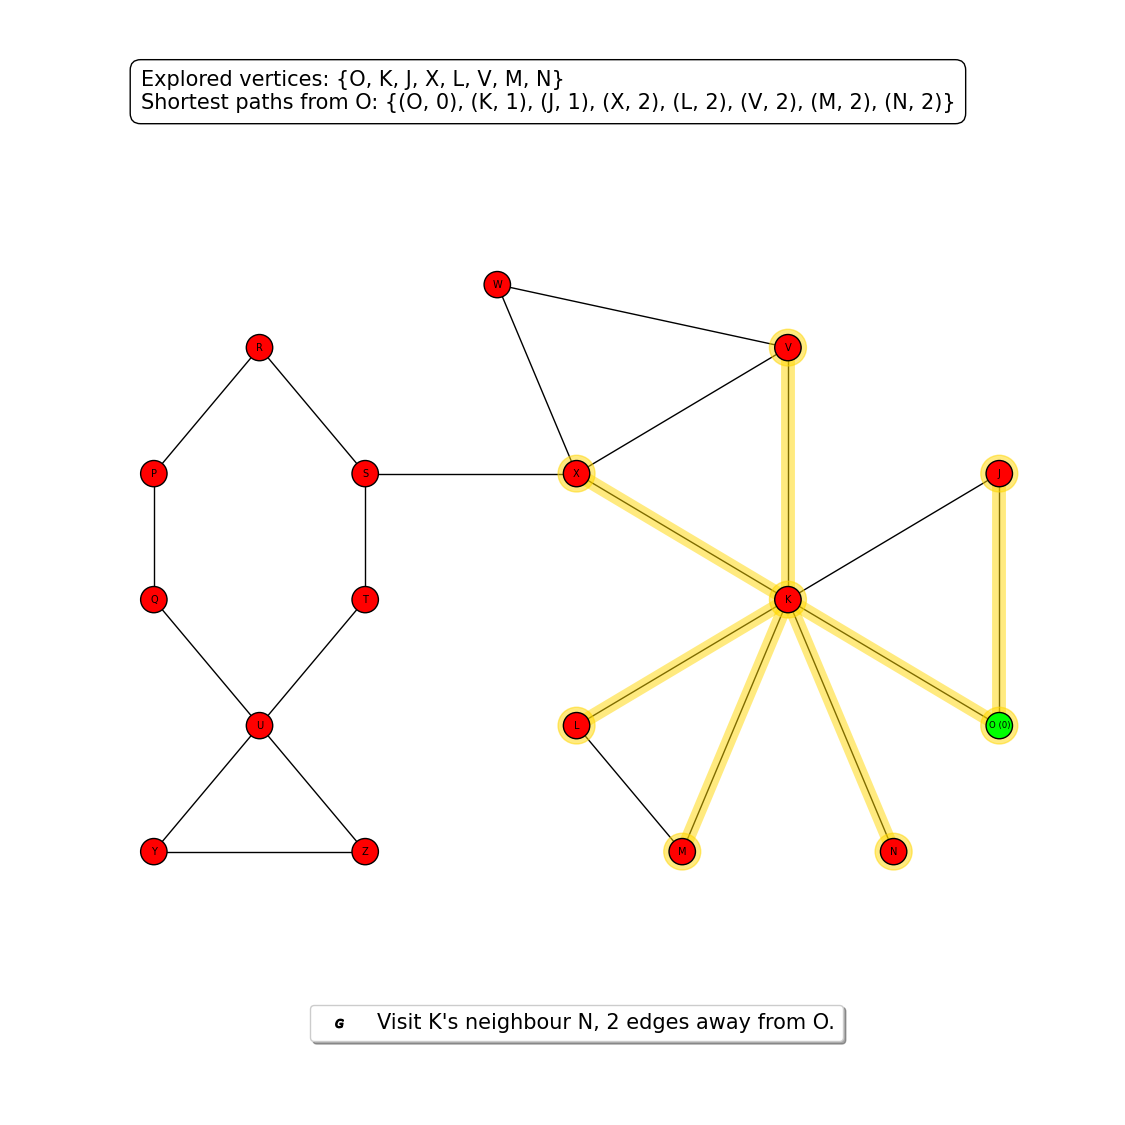 Explored vertices: {O, K, J, X, L, V, M, N}
Shortest paths from O: {(O, 0), (K, 1), (J, 1), (X, 2), (L, 2), (V, 2), (M, 2), (N, 2)}
W
R
V
P
S
X
J
Q
T
K
U
L
O (0)
Y
Z
M
N
G Visit K's neighbour N, 2 edges away from O.